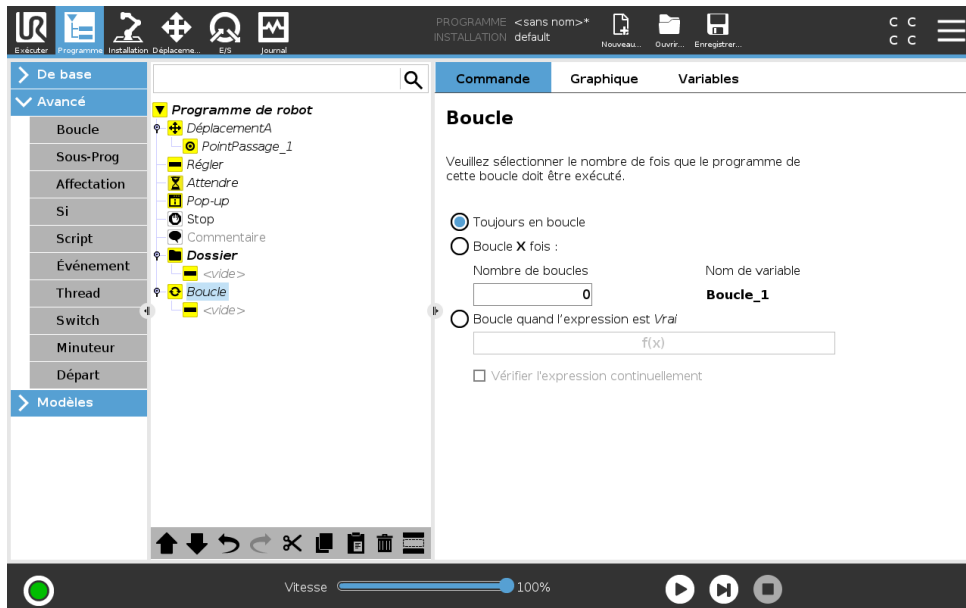 PROGRAMME <sans nom>*
INSTALLATION default
UR
Exécuter Programme Installation Déplaceme... E/S Journal Nouveau... Ouvrir... Enregistrer...
C C
C C
De base
Avancé
Boucle
Sous-Prog
Affectation
Si
Script
Événement
Thread
Switch
Minuteur
Départ
Modèles
Programme de robot
DéplacementA
PointPassage_1
Régler
Attendre
Pop-up
Stop
Commentaire
Dossier
<vide>
Boucle
<vide>
Commande Graphique Variables
Boucle
Veuillez sélectionner le nombre de fois que le programme de
cette boucle doit être exécuté.
Toujours en boucle
Boucle X fois :
Nombre de boucles Nom de variable
0 Boucle_1
Boucle quand l'expression est Vrai
f(x)
Vérifier l'expression continuellement
Vitesse 100%